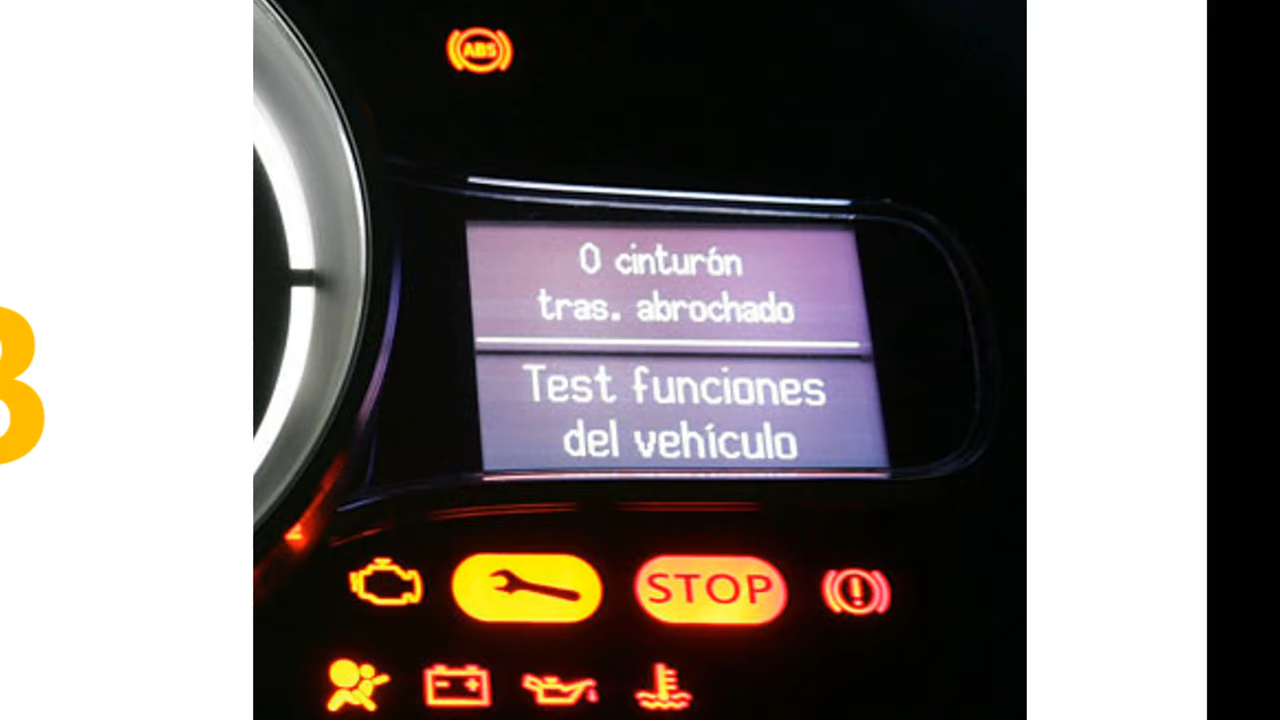 ABS
0 cinturón
tras. abrochado
Test funciones
del vehículo
STOP